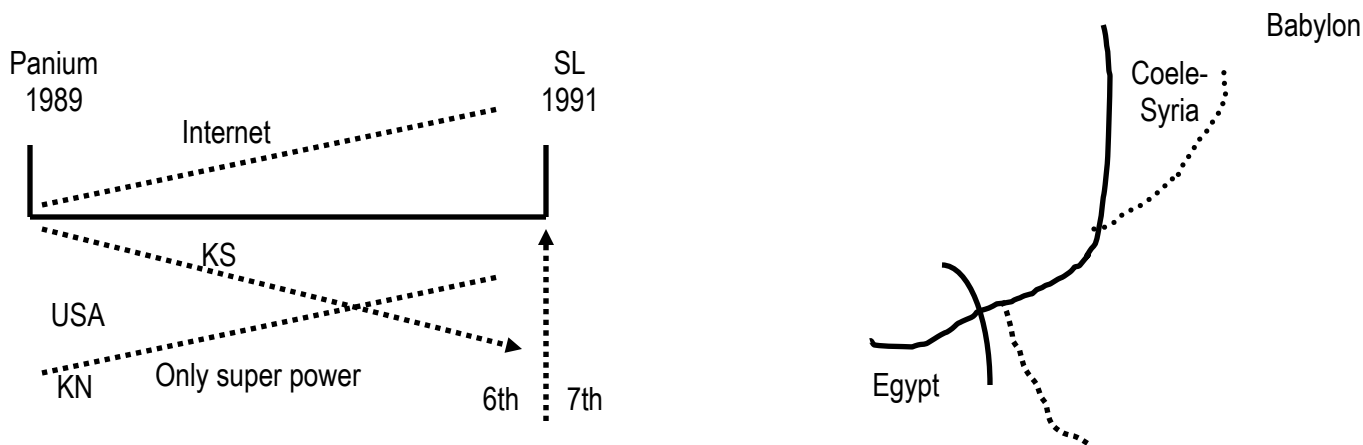 Panium
1989
SL
1991
Internet
KS
USA
KN
Only super power
6th
7th
Babylon
Coele-
Syria
Egypt